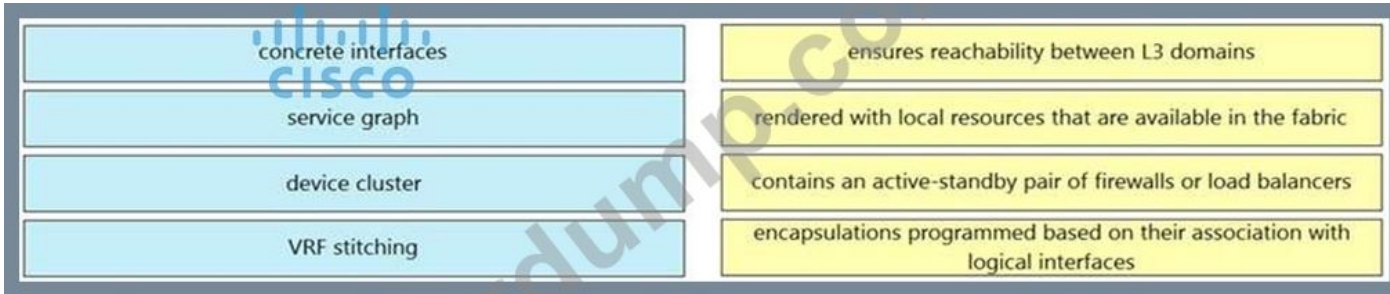 concrete interfaces
CISCO
service graph
device cluster
VRF stitching
ensures reachability between L3 domains
rendered with local resources that are available in the fabric
contains an active-standby pair of firewalls or load balancers
encapsulations programmed based on their association with
logical interfaces